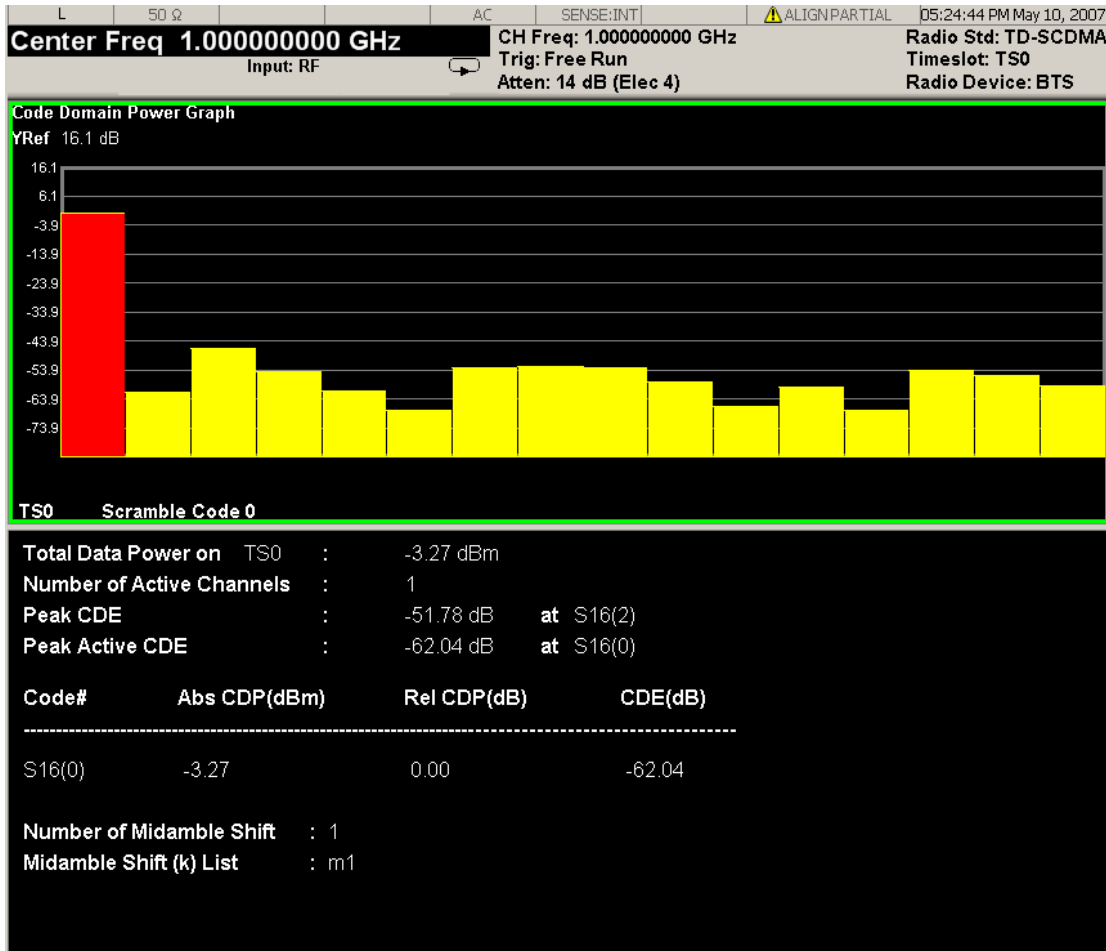 L 50 Ω AC SENSE:INT ALIGN PARTIAL 05:24:44 PM May 10, 2007
Center Freq 1.000000000 GHz
Input: RF
CH Freq: 1.000000000 GHz
Trig: Free Run
Atten: 14 dB (Elec 4)
Radio Std: TD-SCDMA
Timeslot: TS0
Radio Device: BTS
Code Domain Power Graph
YRef 16.1 dB
16.1
6.1
-3.9
-13.9
-23.9
-33.9
-43.9
-53.9
-63.9
-73.9
TS0 Scramble Code 0
Total Data Power on TS0 : -3.27 dBm
Number of Active Channels : 1
Peak CDE : -51.78 dB at S16(2)
Peak Active CDE : -62.04 dB at S16(0)
Code# Abs CDP(dBm) Rel CDP(dB) CDE(dB)
S16(0) -3.27 0.00 -62.04
Number of Midamble Shift : 1
Midamble Shift (k) List : m1